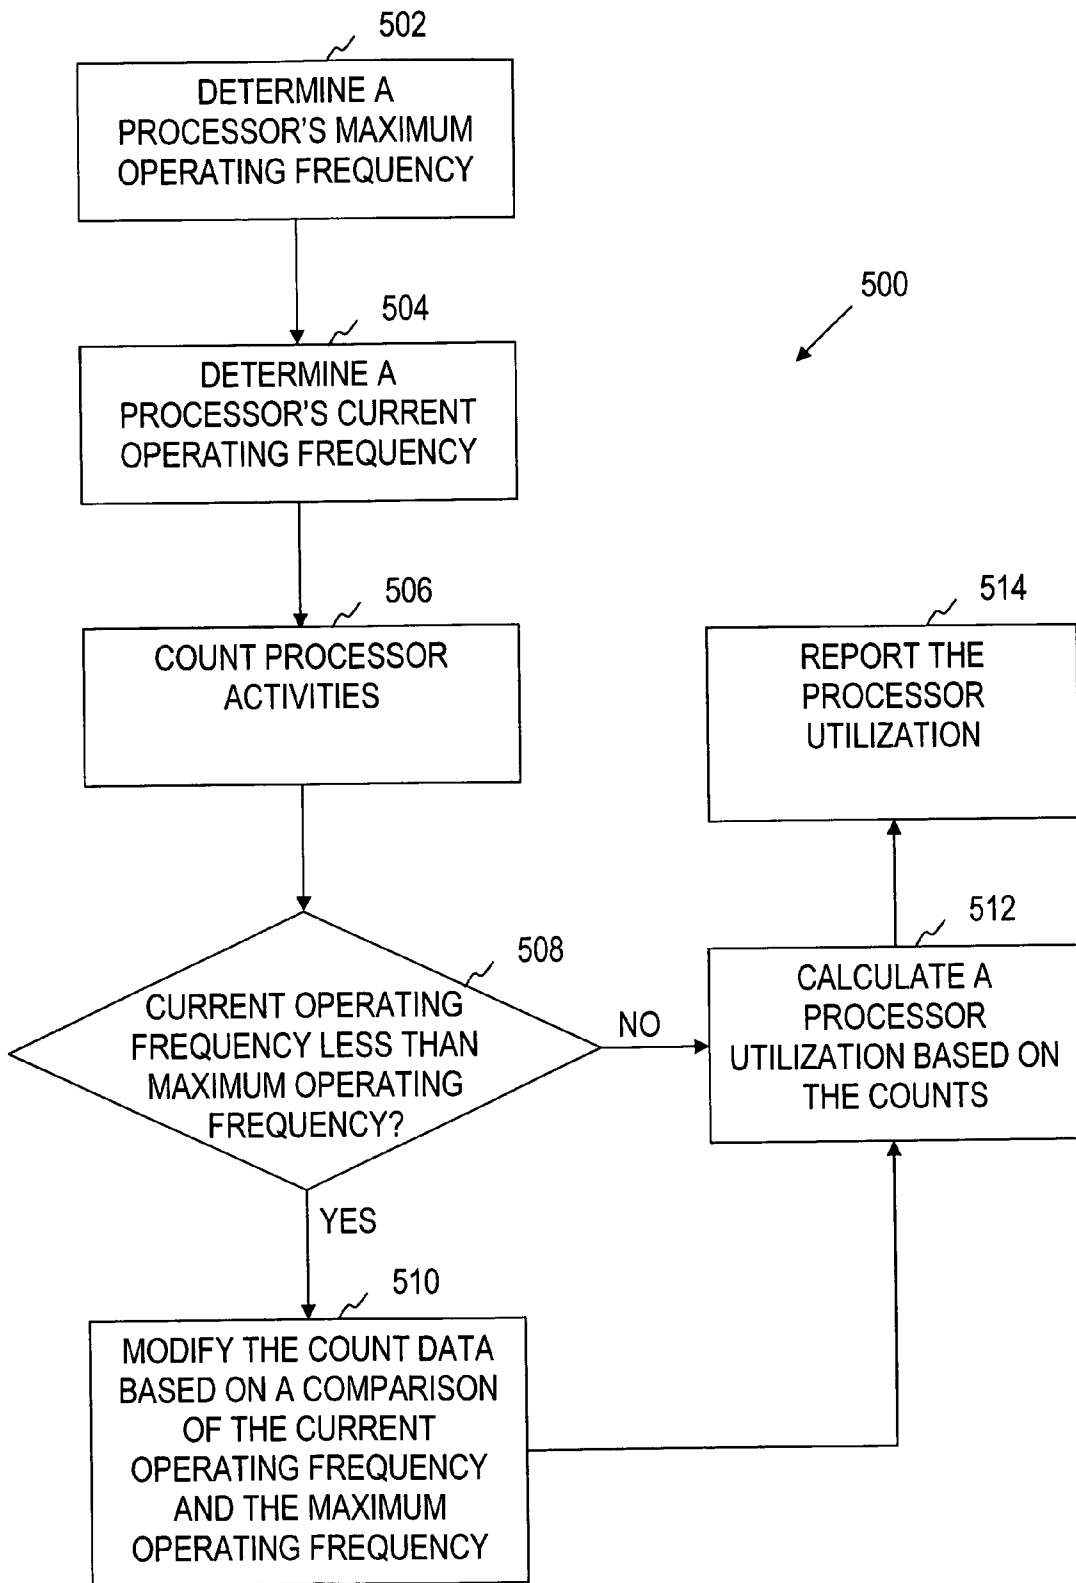 502
DETERMINE A
PROCESSOR'S MAXIMUM
OPERATING FREQUENCY
504
DETERMINE A
PROCESSOR'S CURRENT
OPERATING FREQUENCY
500
506
COUNT PROCESSOR
ACTIVITIES
508
CURRENT OPERATING
FREQUENCY LESS THAN
MAXIMUM OPERATING
FREQUENCY?
NO
YES
510
MODIFY THE COUNT DATA
BASED ON A COMPARISON
OF THE CURRENT
OPERATING FREQUENCY
AND THE MAXIMUM
OPERATING FREQUENCY
512
CALCULATE A
PROCESSOR
UTILIZATION BASED ON
THE COUNTS
514
REPORT THE
PROCESSOR
UTILIZATION